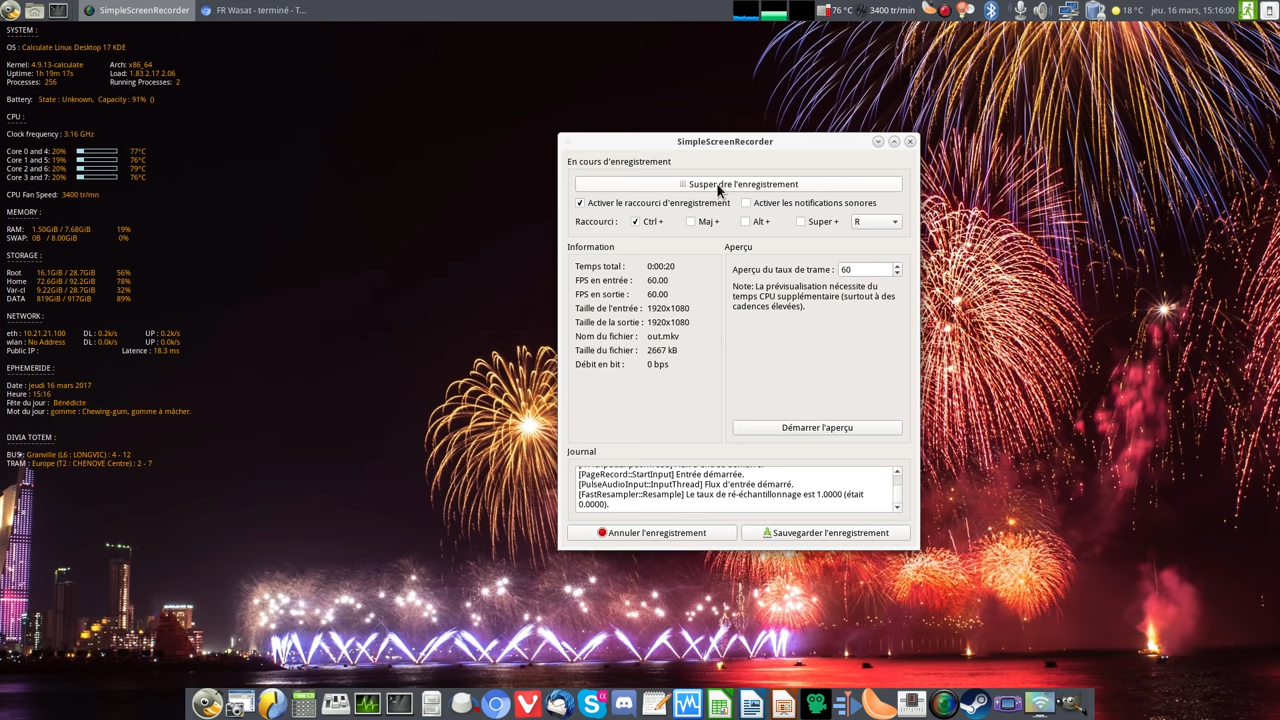 SimpleScreenRecorder
FR Wasat - terminé - T...
76 °C
3400 tr/min
18 °C
jeu. 16 mars, 15:16:00
SYSTEM :
OS : Calculate Linux Desktop 17 KDE
Kernel: 4.9.13-calculate Arch: x86_64
Uptime: 1h 19m 17s Load: 1.83 2.17 2.06
Processes: 256 Running Processes: 2
Battery: State : Unknown, Capacity : 91% ()
CPU :
Clock frequency : 3.16 GHz
Core 0 and 4: 20% 77°C
Core 1 and 5: 19% 76°C
Core 2 and 6: 20% 79°C
Core 3 and 7: 20% 76°C
CPU Fan Speed: 3400 tr/mn
MEMORY :
RAM: 1.50GiB / 7.68GiB 19%
SWAP: 0B / 8.00GiB 0%
STORAGE :
Root 16.1GiB / 28.7GiB 56%
Home 72.6GiB / 92.2GiB 78%
Var-cl 9.22GiB / 28.7GiB 32%
DATA 819GiB / 917GiB 89%
NETWORK :
eth : 10.21.21.100 DL : 0.2k/s UP : 0.2k/s
wlan : No Address DL : 0.0k/s UP : 0.0k/s
Public IP : Latence : 18.3 ms
EPHEMERIDE :
Date : jeudi 16 mars 2017
Heure : 15:16
Fête du jour : Bénédicte
Mot du jour : gomme : Chewing-gum, gomme à mâcher.
DIVIA TOTEM :
BUS : Granville (L6 : LONGVIC) : 4 - 12
TRAM : Europe (T2 : CHENOVE Centre) : 2 - 7
SimpleScreenRecorder
En cours d'enregistrement
Suspendre l'enregistrement
Activer le raccourci d'enregistrement Activer les notifications sonores
Raccourci : Ctrl + Maj + Alt + Super + R
Information
Temps total : 0:00:20
FPS en entrée : 60.00
FPS en sortie : 60.00
Taille de l'entrée : 1920x1080
Taille de la sortie : 1920x1080
Nom du fichier : out.mkv
Taille du fichier : 2667 kB
Débit en bit : 0 bps
Aperçu
Aperçu du taux de trame : 60
Note: La prévisualisation nécessite du
temps CPU supplémentaire (surtout à des
cadences élevées).
Démarrer l'aperçu
Journal
[PageRecord::StartInput] Entrée démarrée.
[PulseAudioInput::InputThread] Flux d'entrée démarré.
[FastResampler::Resample] Le taux de ré-échantillonnage est 1.0000 (était
0.0000).
Annuler l'enregistrement
Sauvegarder l'enregistrement